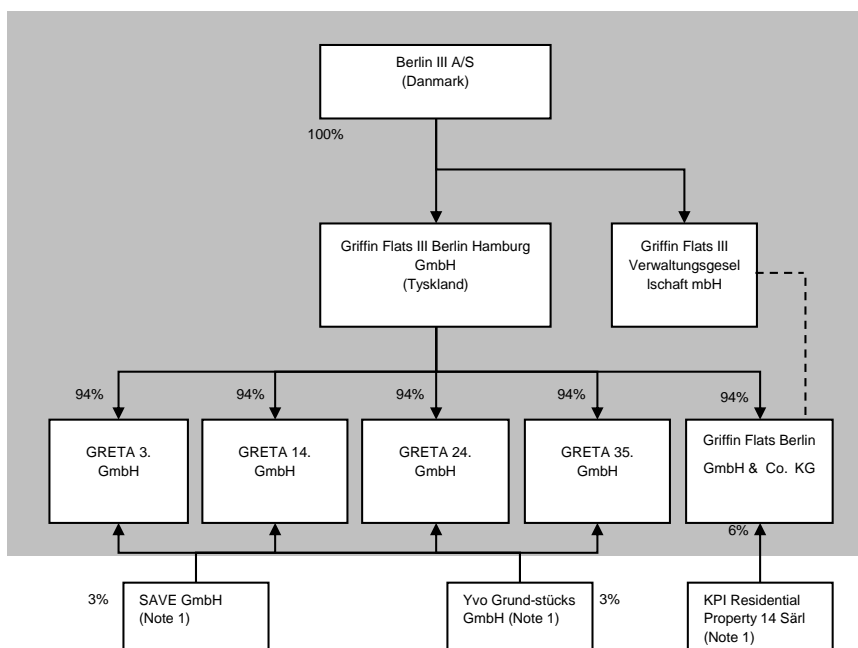 Berlin III A/S
(Danmark)
100%
Griffin Flats III Berlin Hamburg
GmbH
(Tyskland)
Griffin Flats III
Verwaltungsgesel
lschaft mbH
94%
94%
94%
94%
94%
GRETA 3.
GmbH
GRETA 14.
GmbH
GRETA 24.
GmbH
GRETA 35.
GmbH
Griffin Flats Berlin
GmbH & Co. KG
6%
3%
SAVE GmbH
(Note 1)
Yvo Grund-stücks
GmbH (Note 1)
3%
KPI Residential
Property 14 Särl
(Note 1)